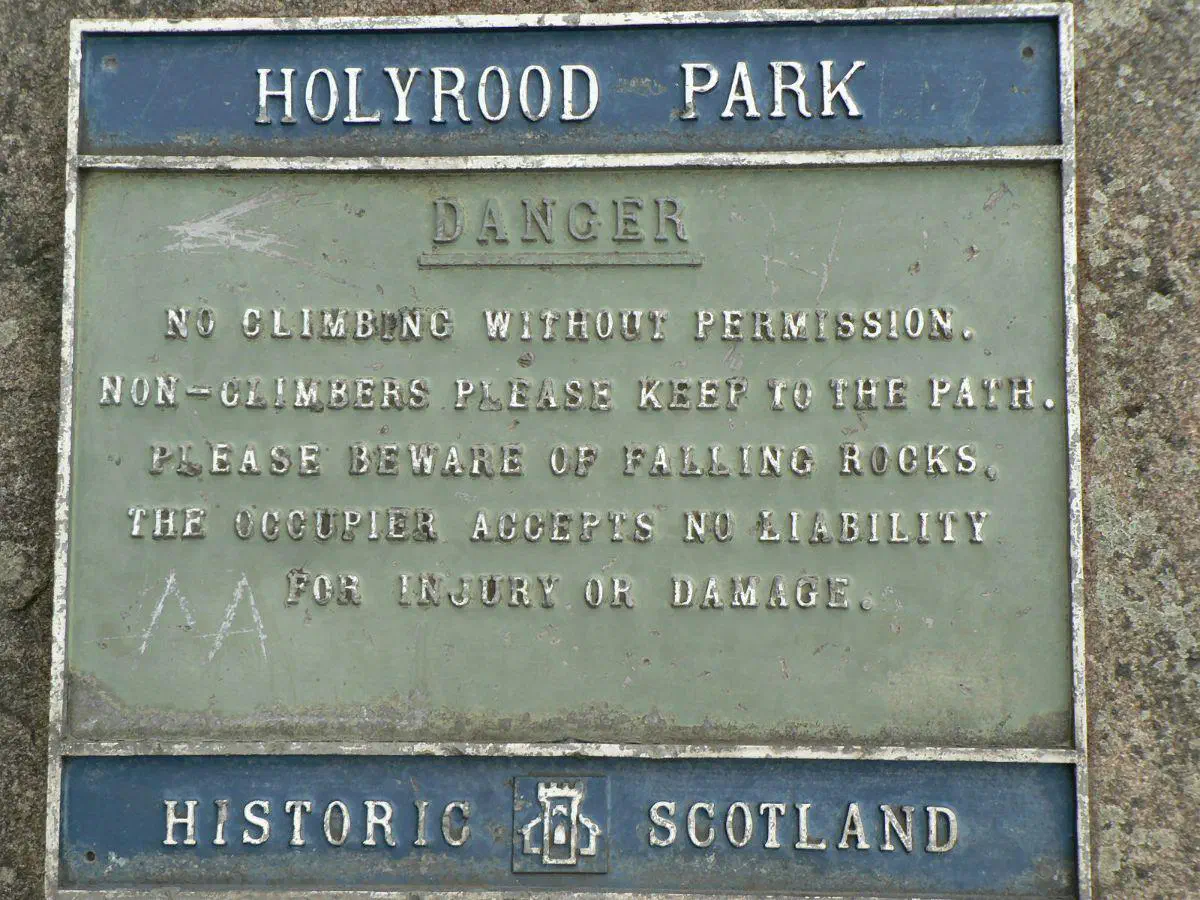 HOLYROOD PARK
DANGER
NO CLIMBING WITHOUT PERMISSION.
NON-CLIMBERS PLEASE KEEP TO THE PATH.
PLEASE BEWARE OF FALLING ROCKS.
THE OCCUPIER ACCEPTS NO LIABILITY
FOR INJURY OR DAMAGE.
HISTORIC SCOTLAND